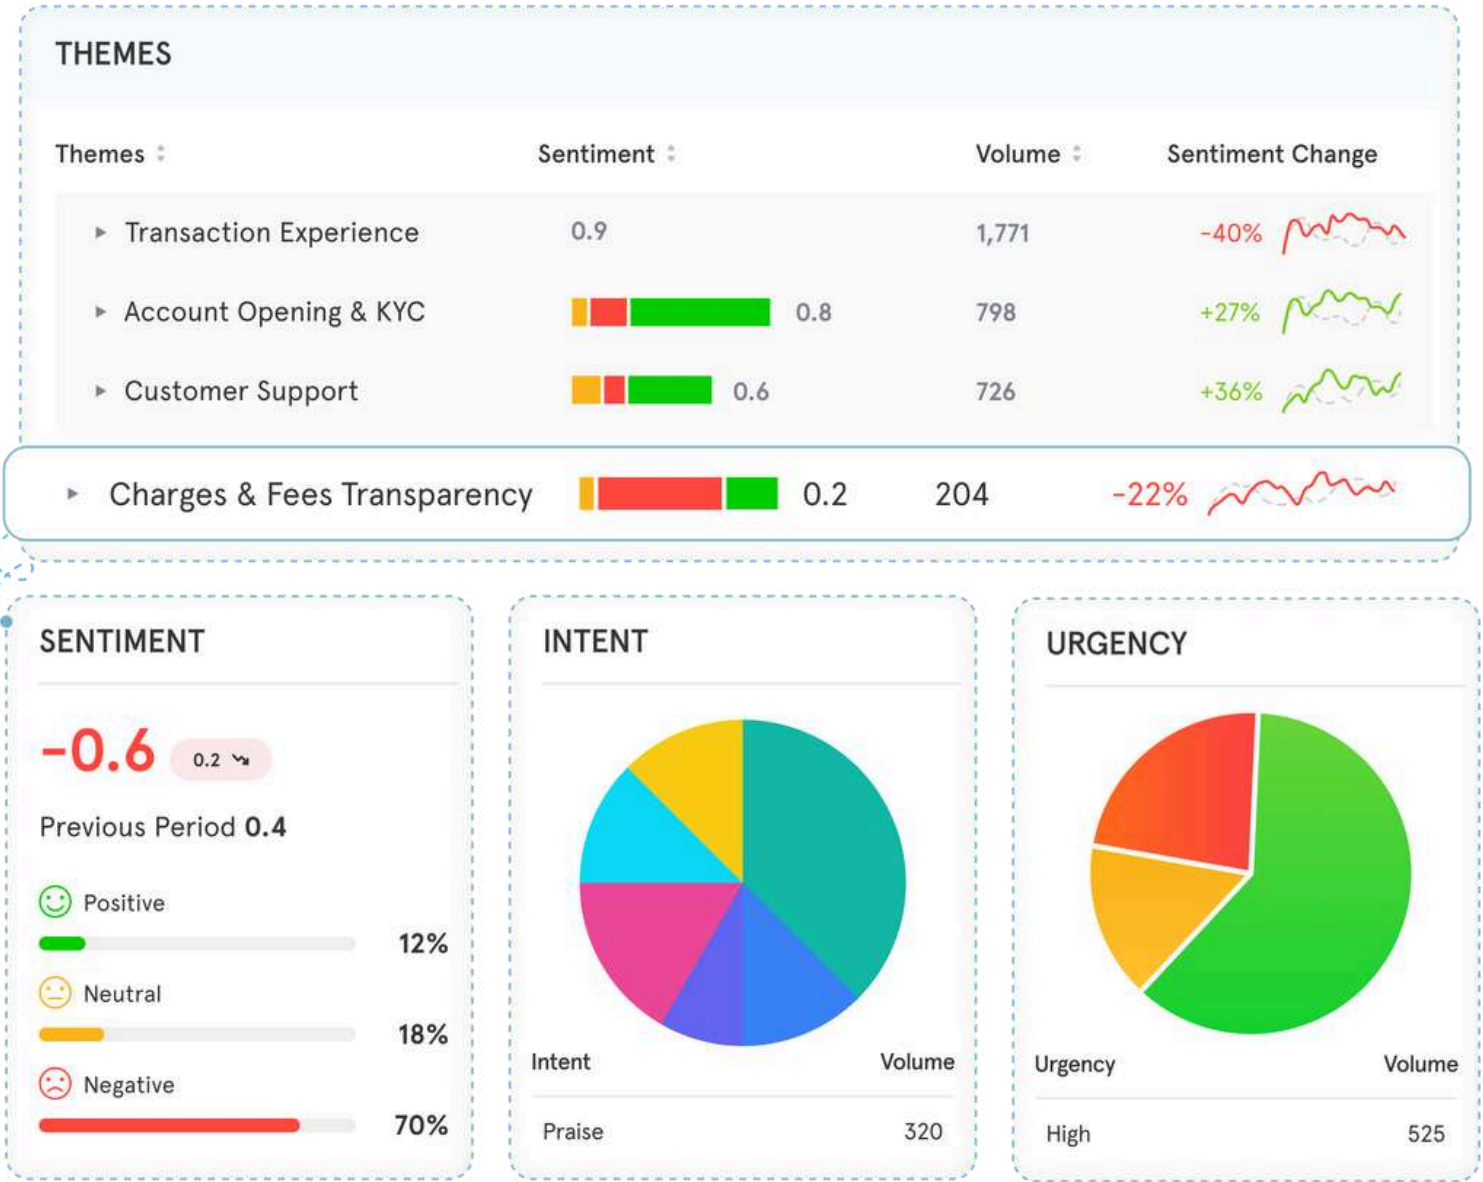 THEMES
Themes Sentiment Volume Sentiment Change
Transaction Experience 0.9 1,771 -40%
Account Opening & KYC 0.8 798 +27%
Customer Support 0.6 726 +36%
Charges & Fees Transparency 0.2 204 -22%
SENTIMENT
-0.6 0.2
Previous Period 0.4
Positive
12%
Neutral
18%
Negative
70%
INTENT
Intent Volume
Praise 320
URGENCY
Urgency Volume
High 525